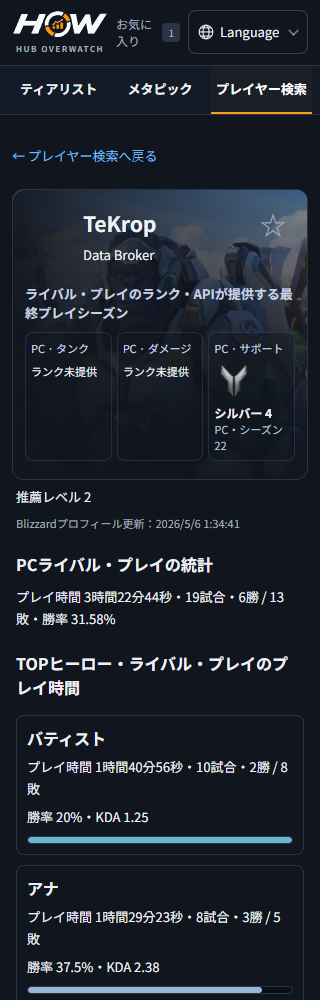 HOW
HUB OVERWATCH
お気に
入り
1
Language
ティアリスト
メタピック
プレイヤー検索
← プレイヤー検索へ戻る
TeKrop
Data Broker
ライバル・プレイのランク・APIが提供する最
終プレイシーズン
PC · タンク
ランク未提供
PC · ダメージ
ランク未提供
PC · サポート
シルバー 4
PC・シーズン
22
推薦レベル 2
Blizzardプロフィール更新：2026/5/6 1:34:41
PCライバル・プレイの統計
プレイ時間 3時間22分44秒・19試合・6勝 / 13
敗・勝率 31.58%
TOPヒーロー・ライバル・プレイのプ
レイ時間
バティスト
プレイ時間 1時間40分56秒・10試合・2勝 / 8
敗
勝率 20%・KDA 1.25
アナ
プレイ時間 1時間29分23秒・8試合・3勝 / 5
敗
勝率 37.5%・KDA 2.38